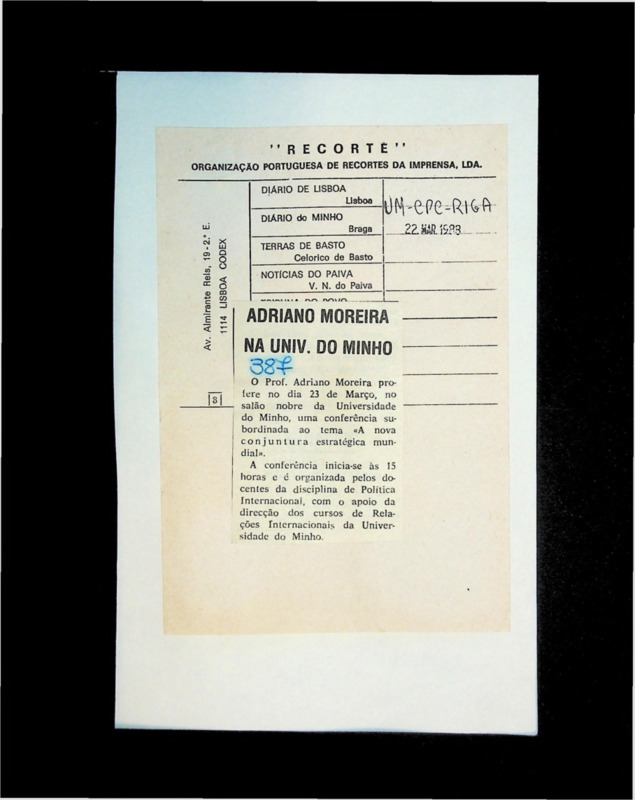 "RECORTE"
ORGANIZAÇÃO PORTUGUESA DE RECORTES DA IMPRENSA, LDA.
Av. Almirante Reis, 19-2.º E.
1114 LISBOA CODEX
3
DIÁRIO DE LISBOA
Lisboa
DIÁRIO do MINHO
Braga
TERRAS DE BASTO
Celorico de Basto
NOTÍCIAS DO PAIVA
V. N. do Paiva
UM-CPC-RIGA
22 MAR 1983
ADRIANO MOREIRA
NA UNIV. DO MINHO
387
O Prof. Adriano Moreira pro-
fere no dia 23 de Março, no
salão nobre da Universidade
do Minho, uma conferência su-
bordinada ao tema «A nova
conjuntura estratégica mun-
dial».
A conferência inicia-se às 15
horas e é organizada pelos do-
centes da disciplina de Política
Internacional, com o apoio da
direcção dos cursos de Rela-
ções Internacionais da Univer-
sidade do Minho.